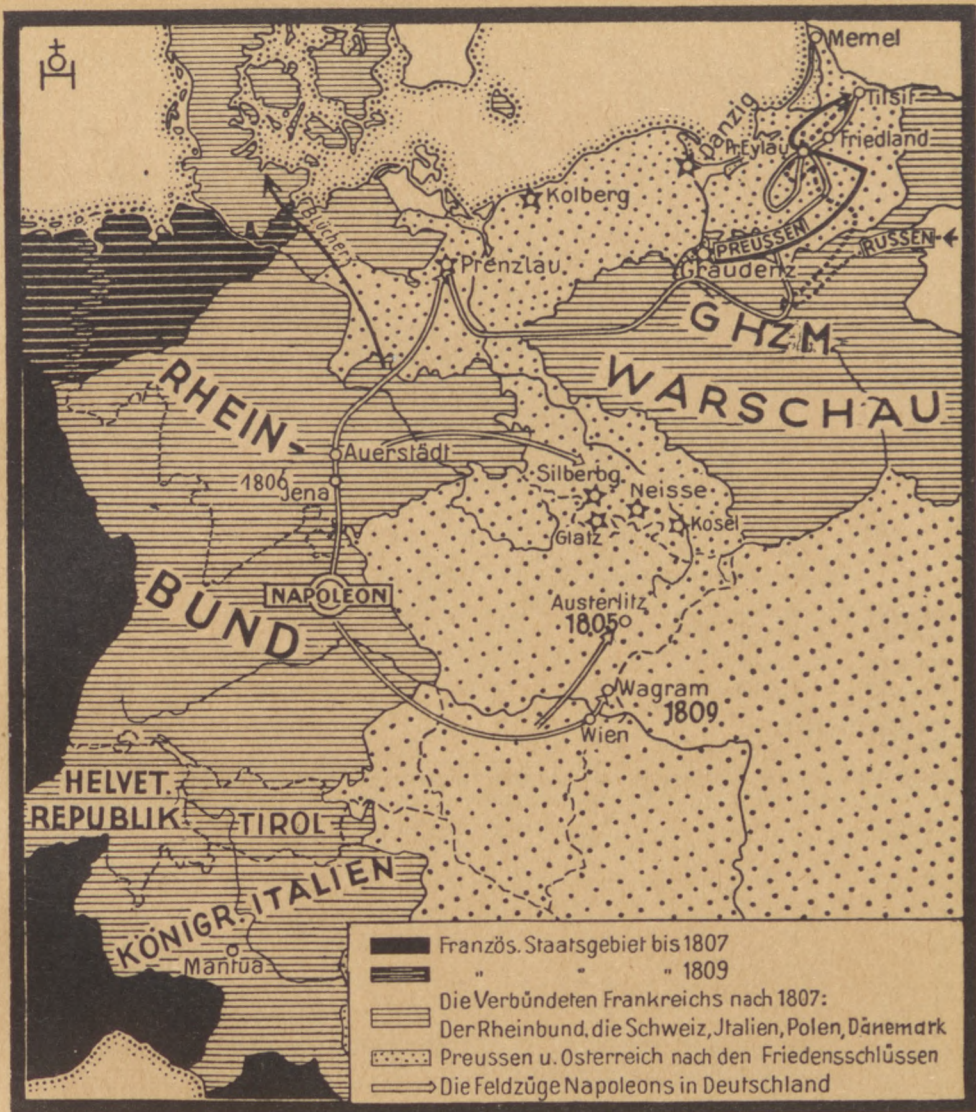 Memel
Tilsit
Danzig
Pr.Eylau
Friedland
Kolberg
(Blücher)
PREUSSEN
RUSSEN
Prenzlau
Graudenz
GHZM
WARSCHAU
RHEIN-
Auerstädt
1806
Jena
Silberbg
Neisse
Glatz
Kosel
BUND
NAPOLEON
Austerlitz
1805
Wagram
1809
Wien
HELVET.
REPUBLIK
TIROL
KÖNIGR. ITALIEN
Mantua
Französ. Staatsgebiet bis 1807
" " " 1809
Die Verbündeten Frankreichs nach 1807:
Der Rheinbund, die Schweiz, Jtalien, Polen, Dänemark
Preussen u. Osterreich nach den Friedensschlüssen
Die Feldzüge Napoleons in Deutschland